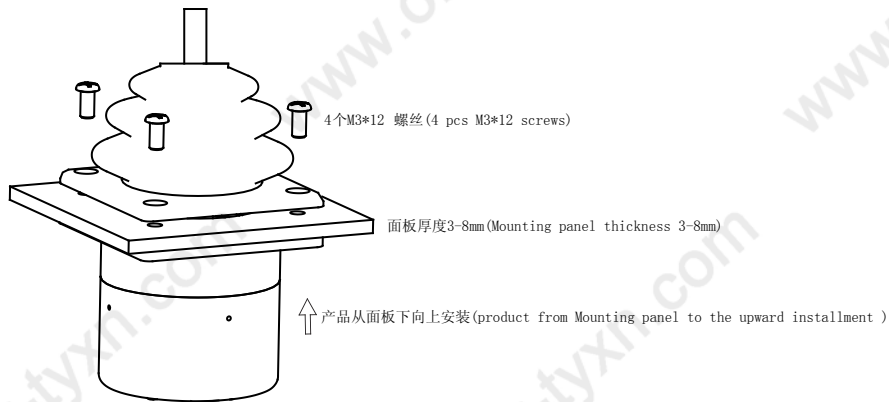 4个M3*12 螺丝(4 pcs M3*12 screws)
面板厚度3-8mm(Mounting panel thickness 3-8mm)
产品从面板下向上安装(product from Mounting panel to the upward installment )